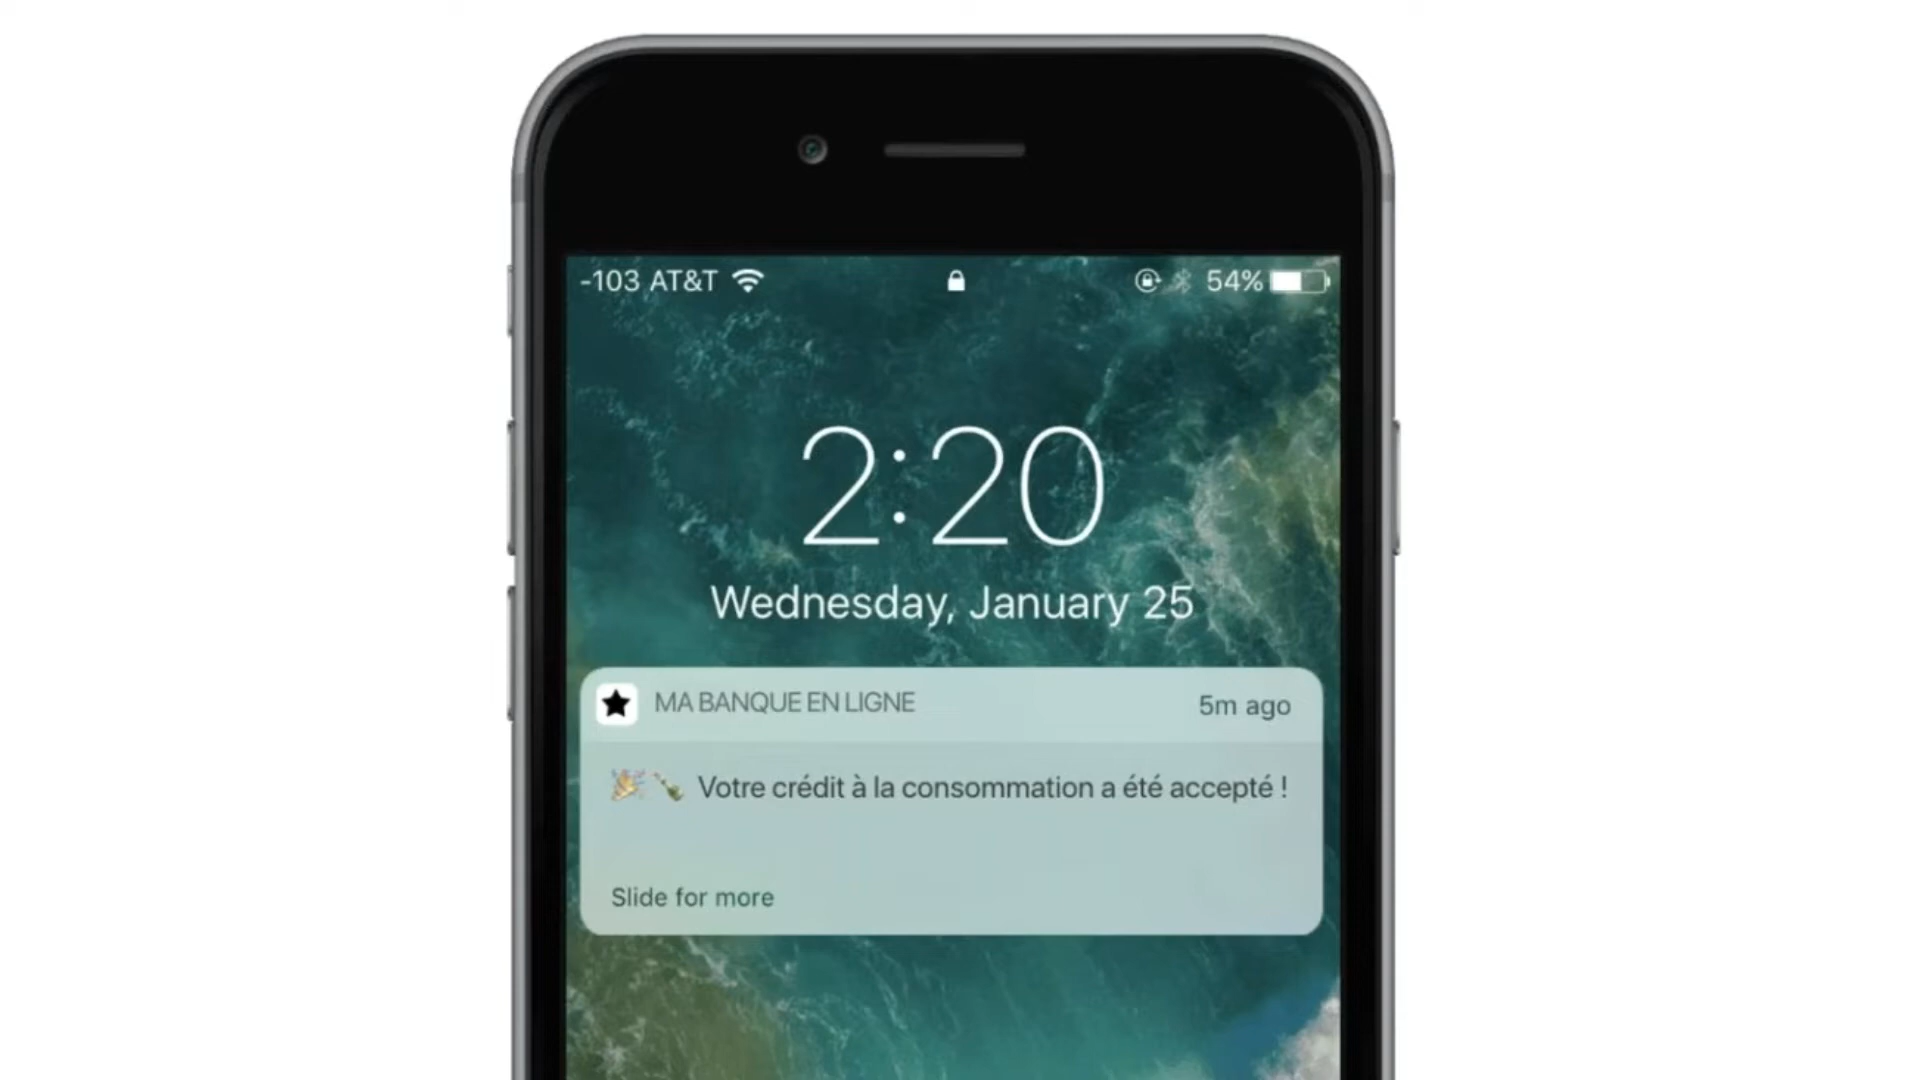 -103 AT&T 54%
2:20
Wednesday, January 25
MA BANQUE EN LIGNE 5m ago
Votre crédit à la consommation a été accepté !
Slide for more